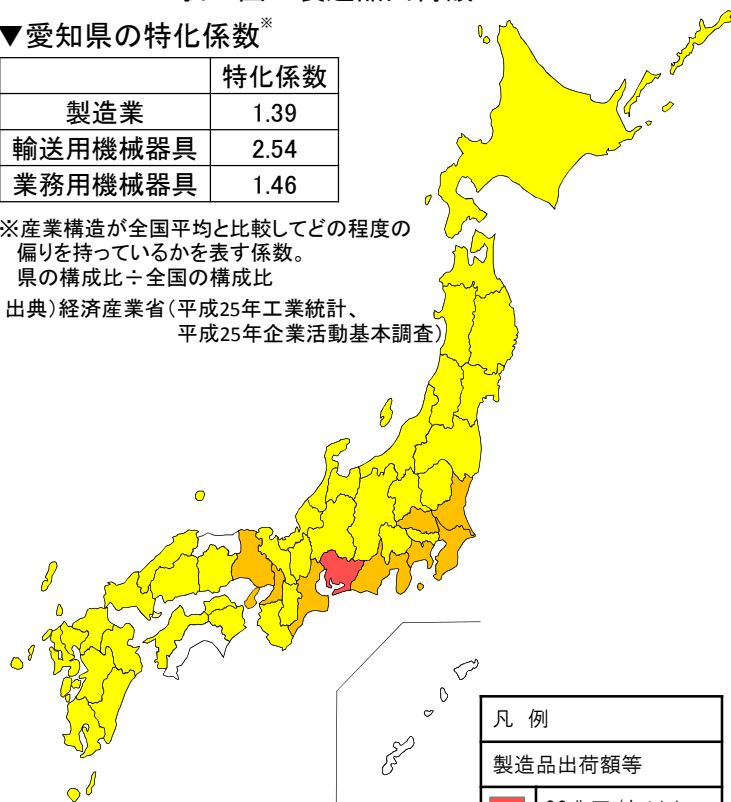 ▼愛知県の特化係数※
特化係数
製造業 1.39
輸送用機械器具 2.54
業務用機械器具 1.46
※産業構造が全国平均と比較してどの程度の
偏りを持っているかを表す係数。
県の構成比÷全国の構成比
出典)経済産業省(平成25年工業統計、
平成25年企業活動基本調査)
凡 例
製造品出荷額等